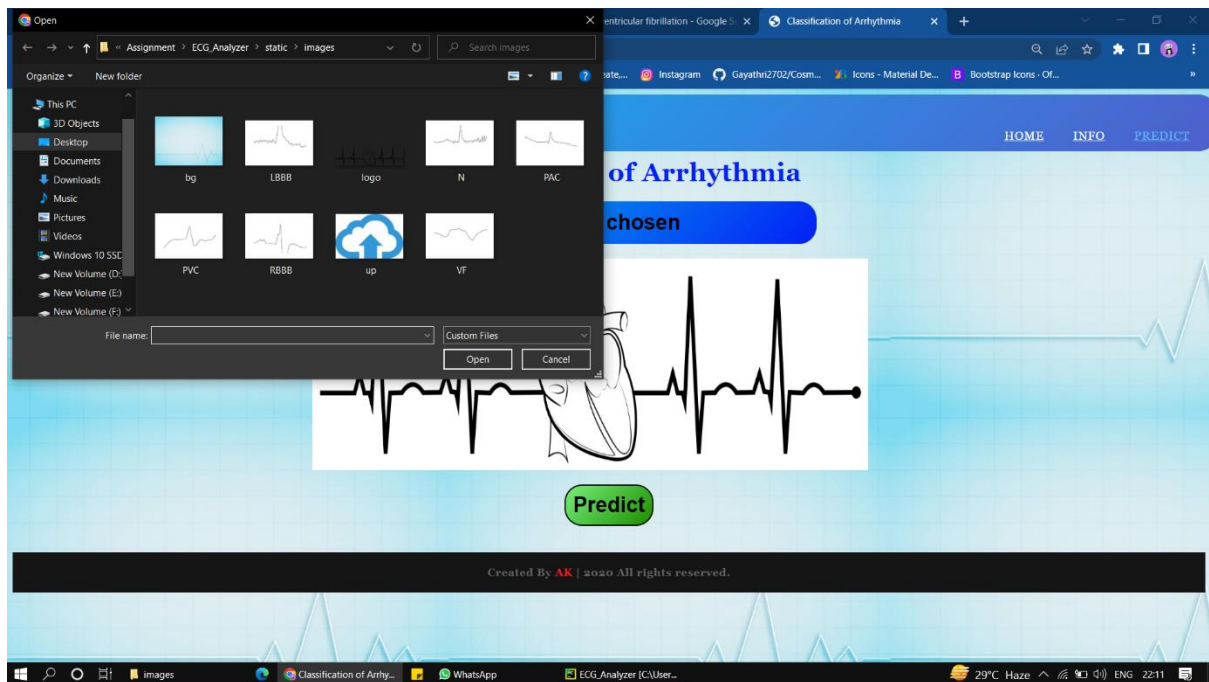 Open
entricular fibrillation - Google S
Classification of Arrhythmia
« Assignment > ECG_Analyzer > static > images
Search images
Organize
New folder
eate,...
Instagram
Gayathri2702/Cosm...
Icons - Material De...
B Bootstrap Icons · Of...
»
This PC
3D Objects
Desktop
Documents
Downloads
Music
Pictures
Videos
Windows 10 SSD
New Volume (D:
New Volume (E:)
New Volume (F:)
bg
LBBB
logo
N
PAC
PVC
RBBB
up
VF
File name:
Custom Files
Open
Cancel
HOME
INFO
PREDICT
of Arrhythmia
chosen
Predict
Created By AK | 2020 All rights reserved.
images
Classification of Arrhy...
WhatsApp
ECG_Analyzer [C:\User...
29°C Haze
ENG
22:11